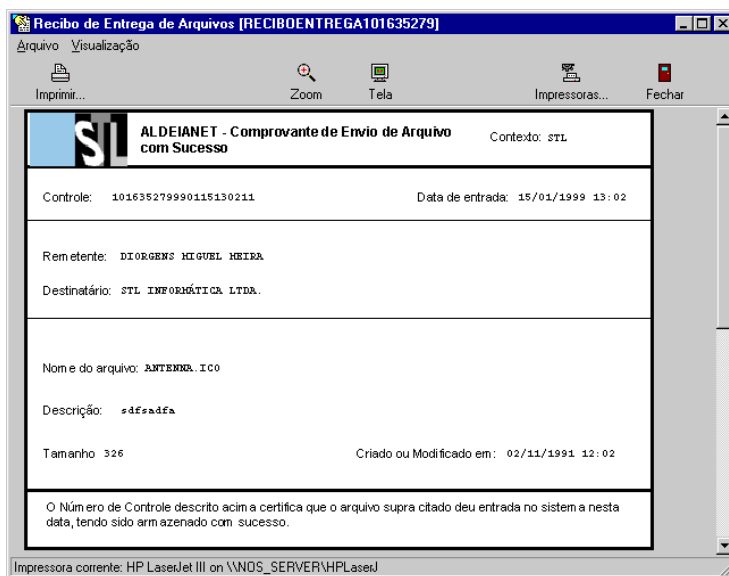 Recibo de Entrega de Arquivos [RECIBOENTREGA101635279]
Arquivo Visualização
Imprimir... Zoom Tela Impressoras... Fechar
STL
ALDEIANET - Comprovante de Envio de Arquivo com Sucesso
Contexto: STL
Controle: 101635279990115130211 Data de entrada: 15/01/1999 13:02
Remetente: DIORGENS MIGUEL MEIRA
Destinatário: STL INFORMÁTICA LTDA.
Nome do arquivo: ANTENNA.ICO
Descrição: sdfsadfa
Tamanho 326 Criado ou Modificado em: 02/11/1991 12:02
O Número de Controle descrito acima certifica que o arquivo supra citado deu entrada no sistema nesta
data, tendo sido armazenado com sucesso.
Impressora corrente: HP LaserJet III on \\NOS_SERVER\HPLaserJ